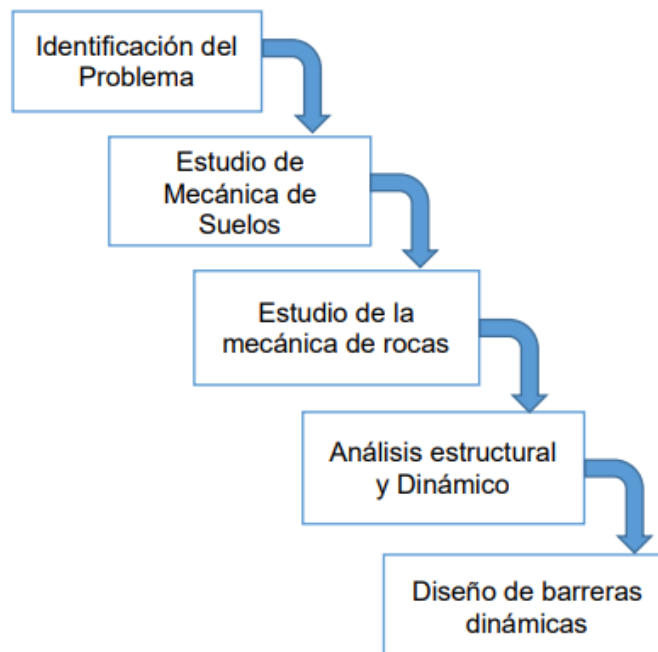 Identificación del
Problema
Estudio de
Mecánica de
Suelos
Estudio de la
mecánica de rocas
Análisis estructural
y Dinámico
Diseño de barreras
dinámicas